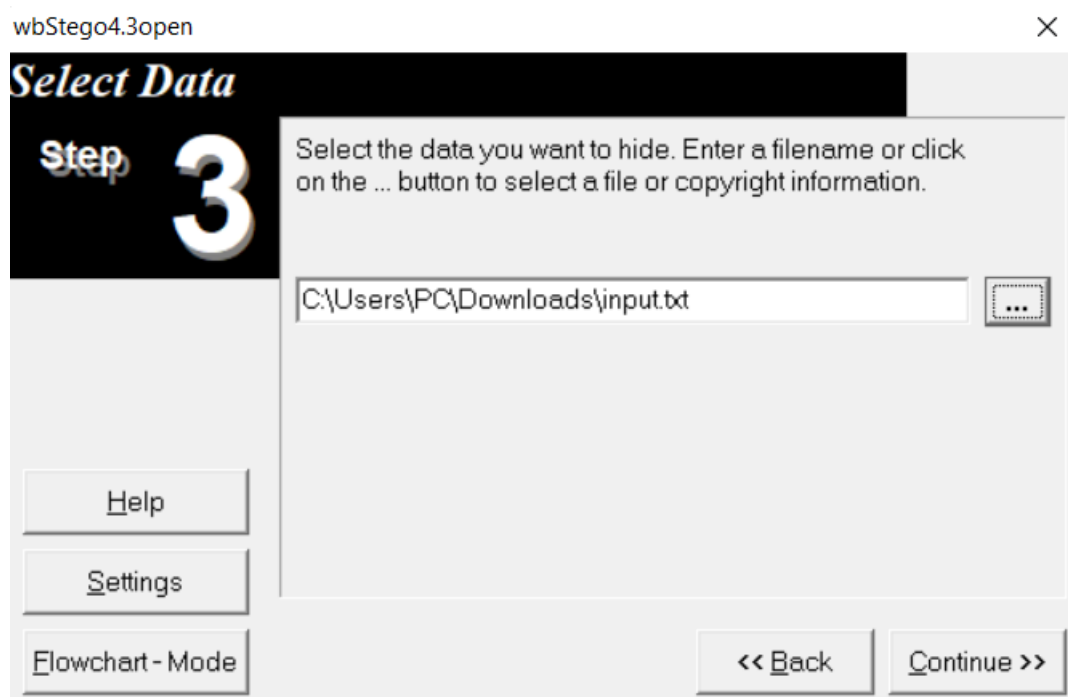 wbStego4.3open
Select Data
Step 3
Select the data you want to hide. Enter a filename or click
on the ... button to select a file or copyright information.
C:\Users\PC\Downloads\input.txt
...
Help
Settings
Flowchart - Mode
<< Back
Continue >>